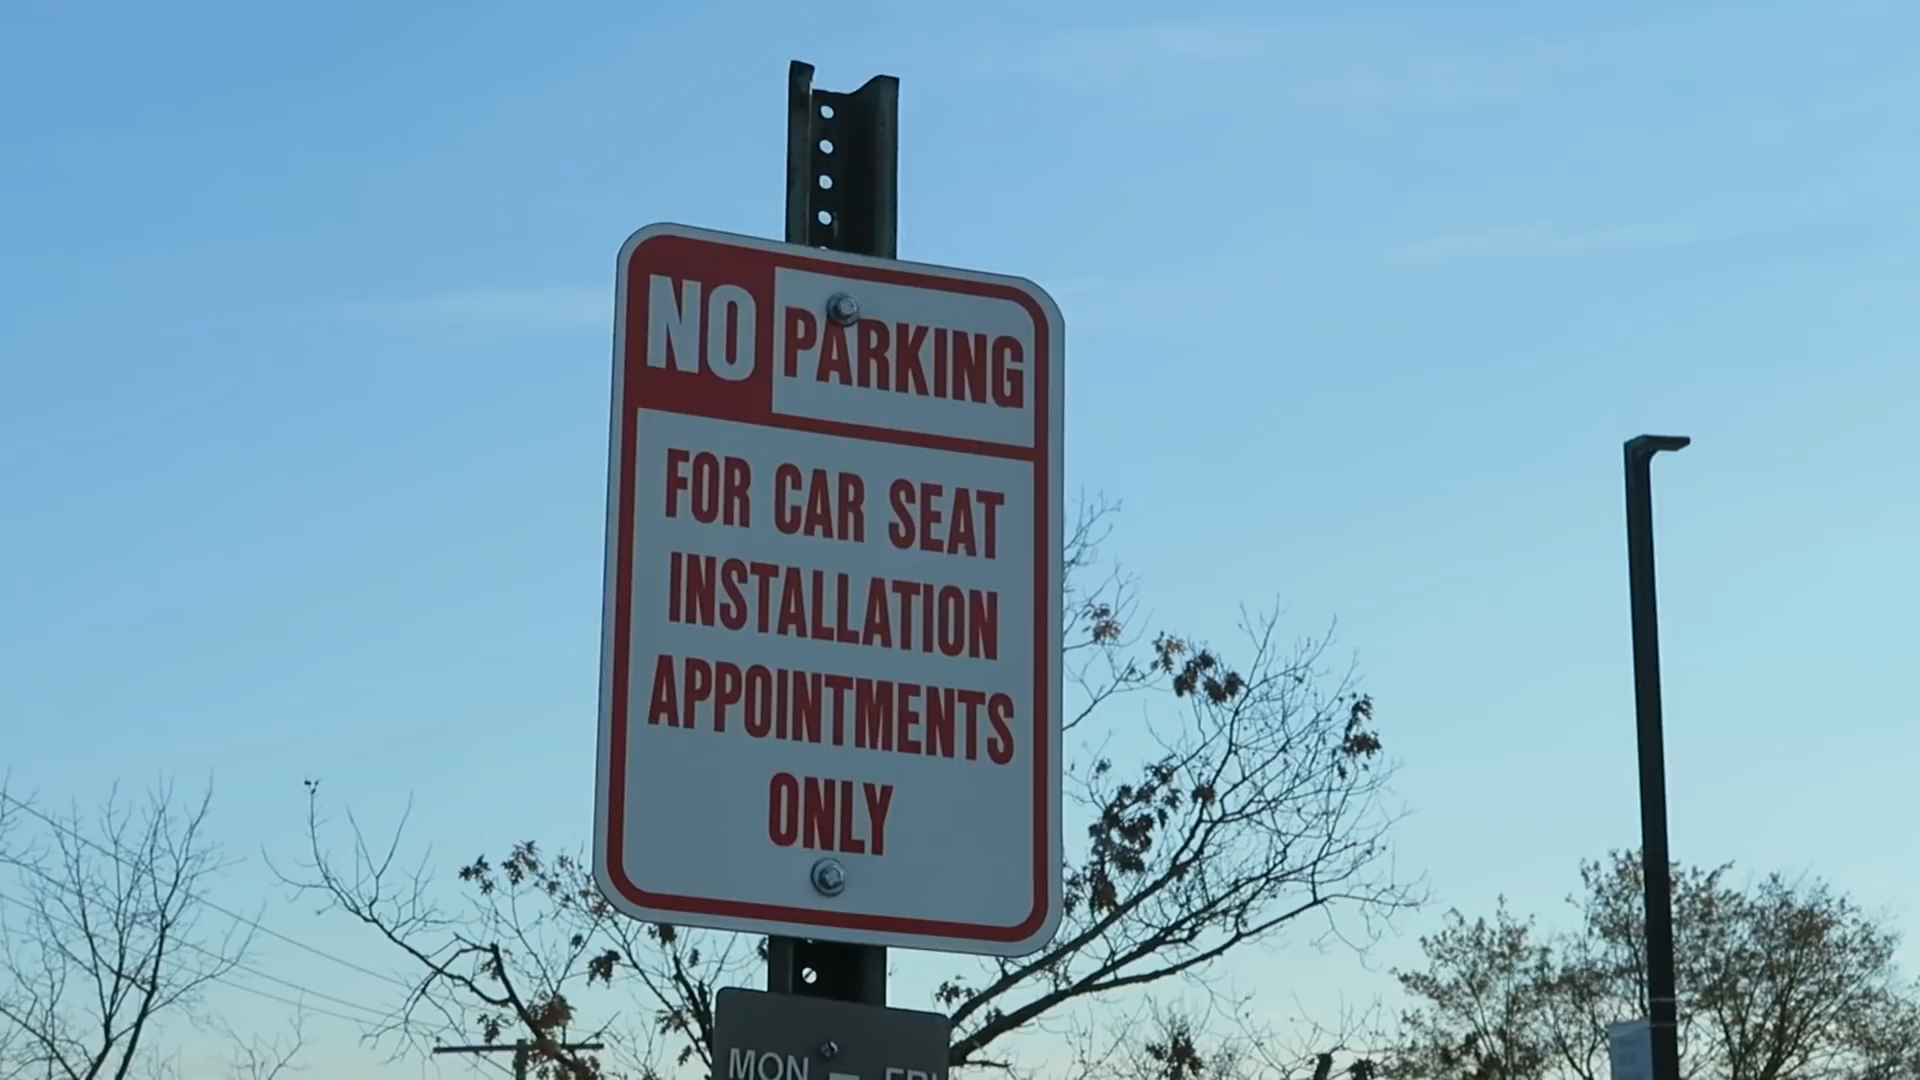 NO PARKING
FOR CAR SEAT
INSTALLATION
APPOINTMENTS
ONLY
MON — FRI